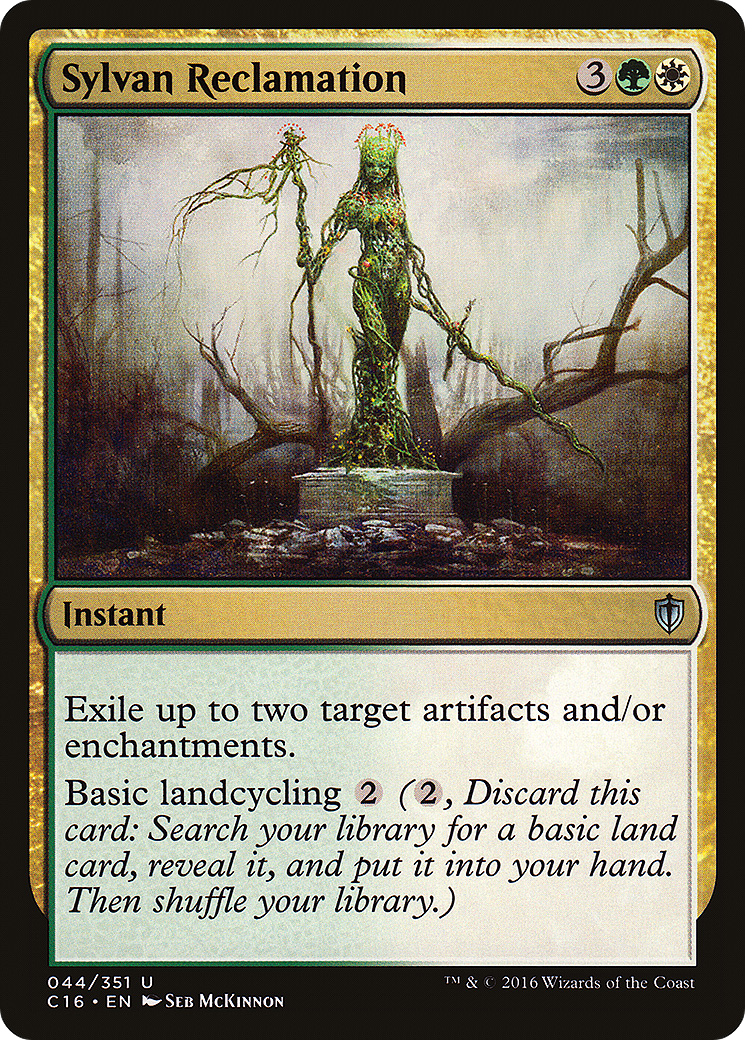 Sylvan Reclamation 3
Instant
Exile up to two target artifacts and/or
enchantments.
Basic landcycling 2 (2, Discard this
card: Search your library for a basic land
card, reveal it, and put it into your hand.
Then shuffle your library.)
044/351 U
C16 • EN Seb McKinnon
™ & © 2016 Wizards of the Coast